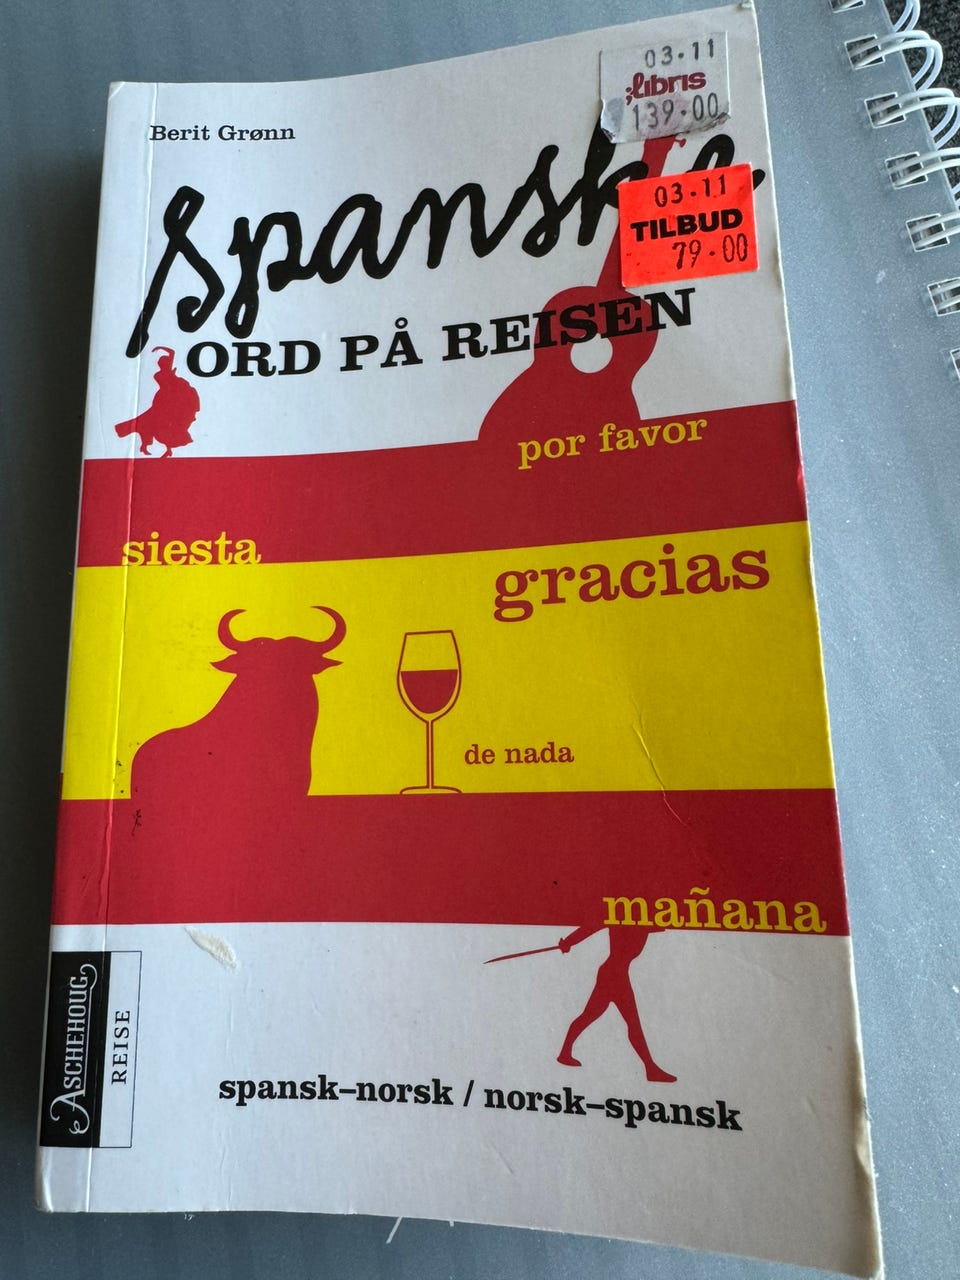 Berit Grønn
03·11
;libris
139·00
Spanske
03·11
TILBUD
79·00
ORD PÅ REISEN
por favor
siesta
gracias
de nada
mañana
ASCHEHOUG
REISE
spansk–norsk / norsk–spansk